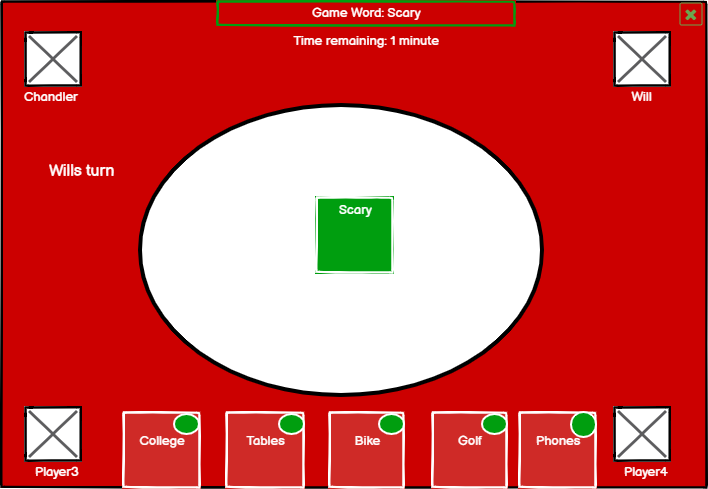 Game Word: Scary
Time remaining: 1 minute
Chandler
Will
Wills turn
Scary
College
Tables
Bike
Golf
Phones
Player3
Player4